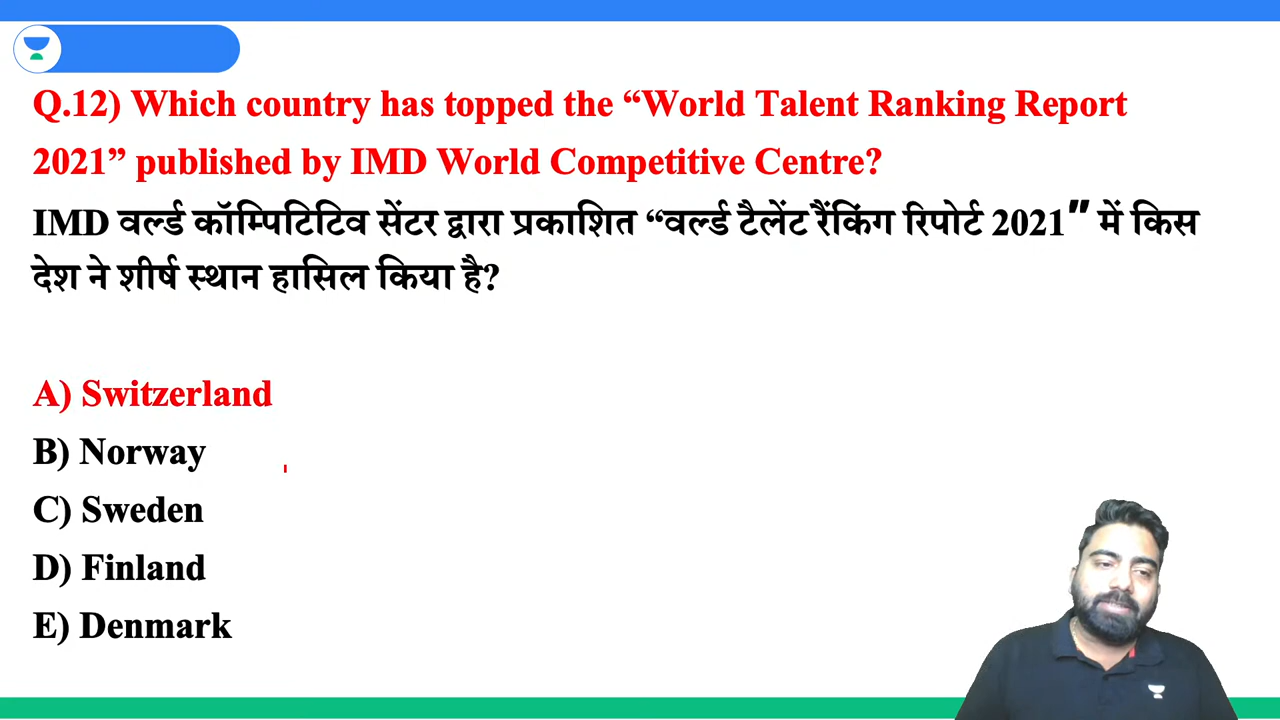 Q.12) Which country has topped the “World Talent Ranking Report
2021” published by IMD World Competitive Centre?
IMD वर्ल्ड कॉम्पिटिटिव सेंटर द्वारा प्रकाशित “वर्ल्ड टैलेंट रैंकिंग रिपोर्ट 2021" में किस
देश ने शीर्ष स्थान हासिल किया है?
A) Switzerland
B) Norway
C) Sweden
D) Finland
E) Denmark